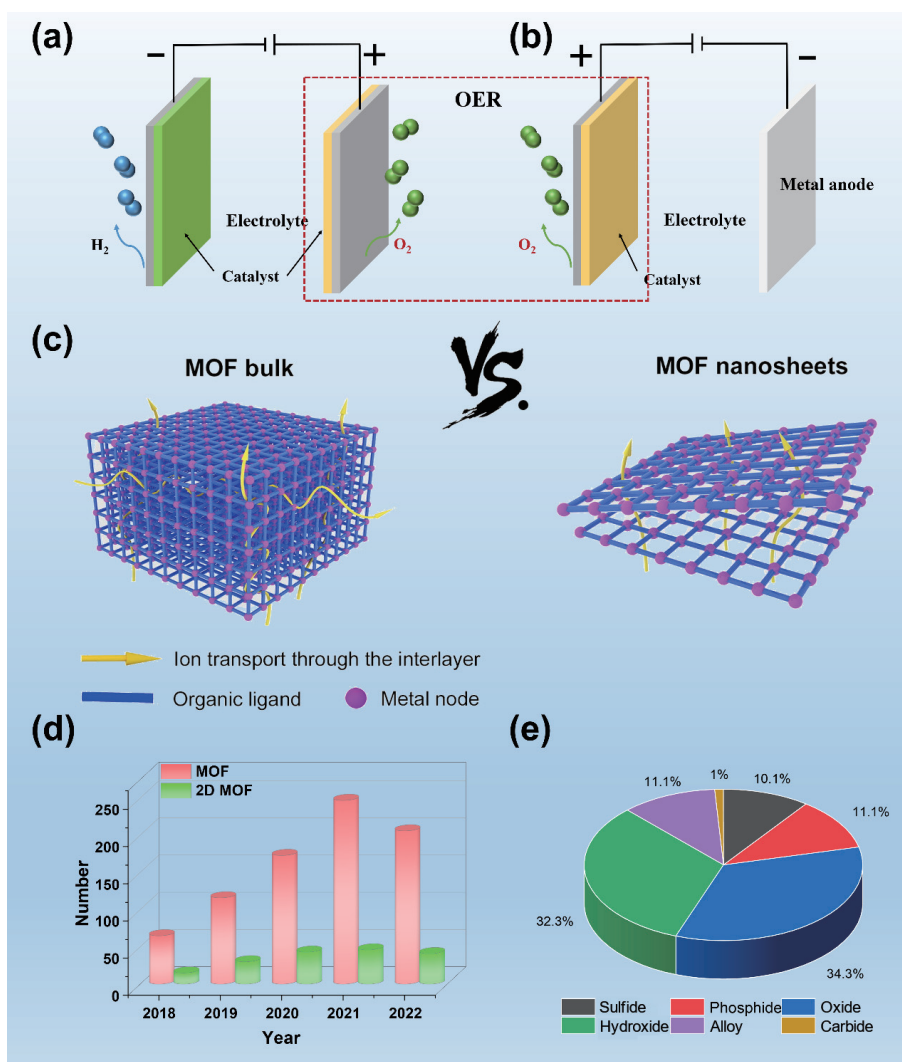 (a)
(b)
− + + −
OER
Metal anode
Electrolyte
Electrolyte
H2
O2
O2
Catalyst
Catalyst
(c)
MOF bulk
VS.
MOF nanosheets
Ion transport through the interlayer
Organic ligand
Metal node
(d)
MOF
2D MOF
250
200
150
100
50
0
Number
2018 2019 2020 2021 2022
Year
(e)
11.1%
1%
10.1%
11.1%
32.3%
34.3%
Sulfide Phosphide Oxide
Hydroxide Alloy Carbide